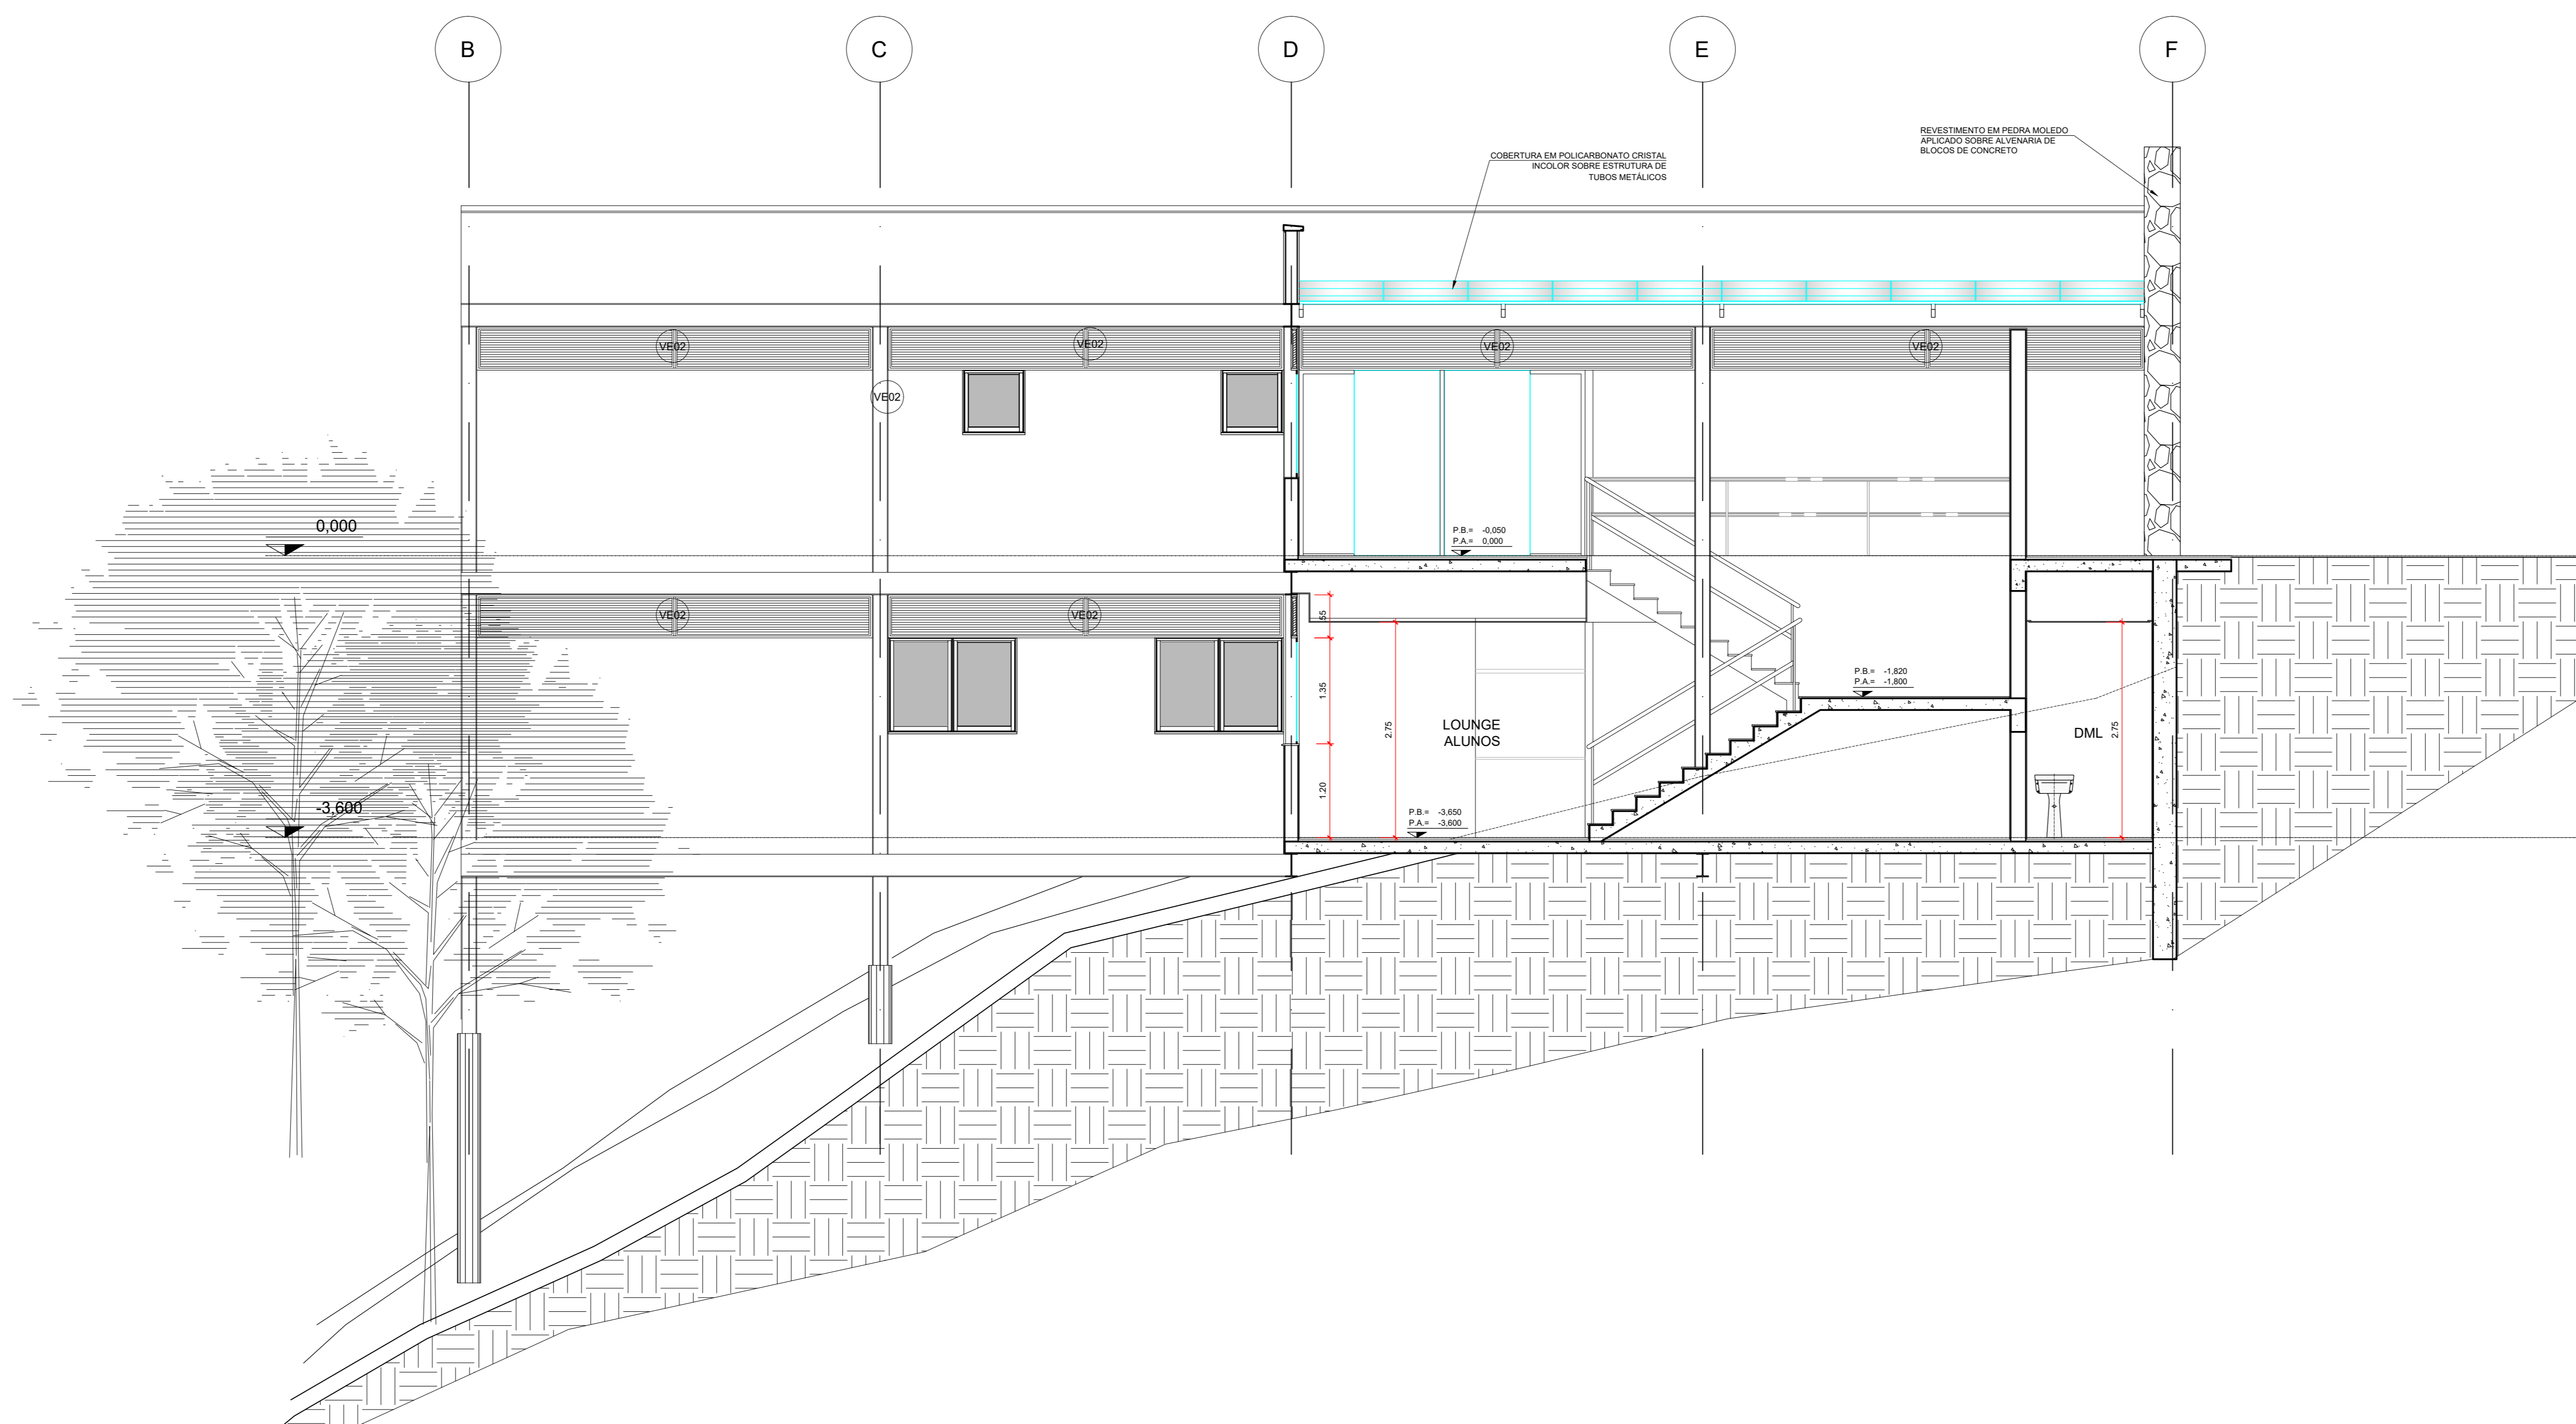 B
C
D
E
F
REVESTIMENTO EM PEDRA MOLEDO
APLICADO SOBRE ALVENARIA DE
BLOCOS DE CONCRETO
COBERTURA EM POLICARBONATO CRISTAL
INCOLOR SOBRE ESTRUTURA DE
TUBOS METÁLICOS
VE02
VE02
VE02
VE02
VE02
0,000
P.B.= -0,050
P.A.= 0,000
VE02
VE02
.55
1.35
1.20
2.75
LOUNGE
ALUNOS
P.B.= -1,820
P.A.= -1,800
DML
2.75
-3,600
P.B.= -3,650
P.A.= -3,600